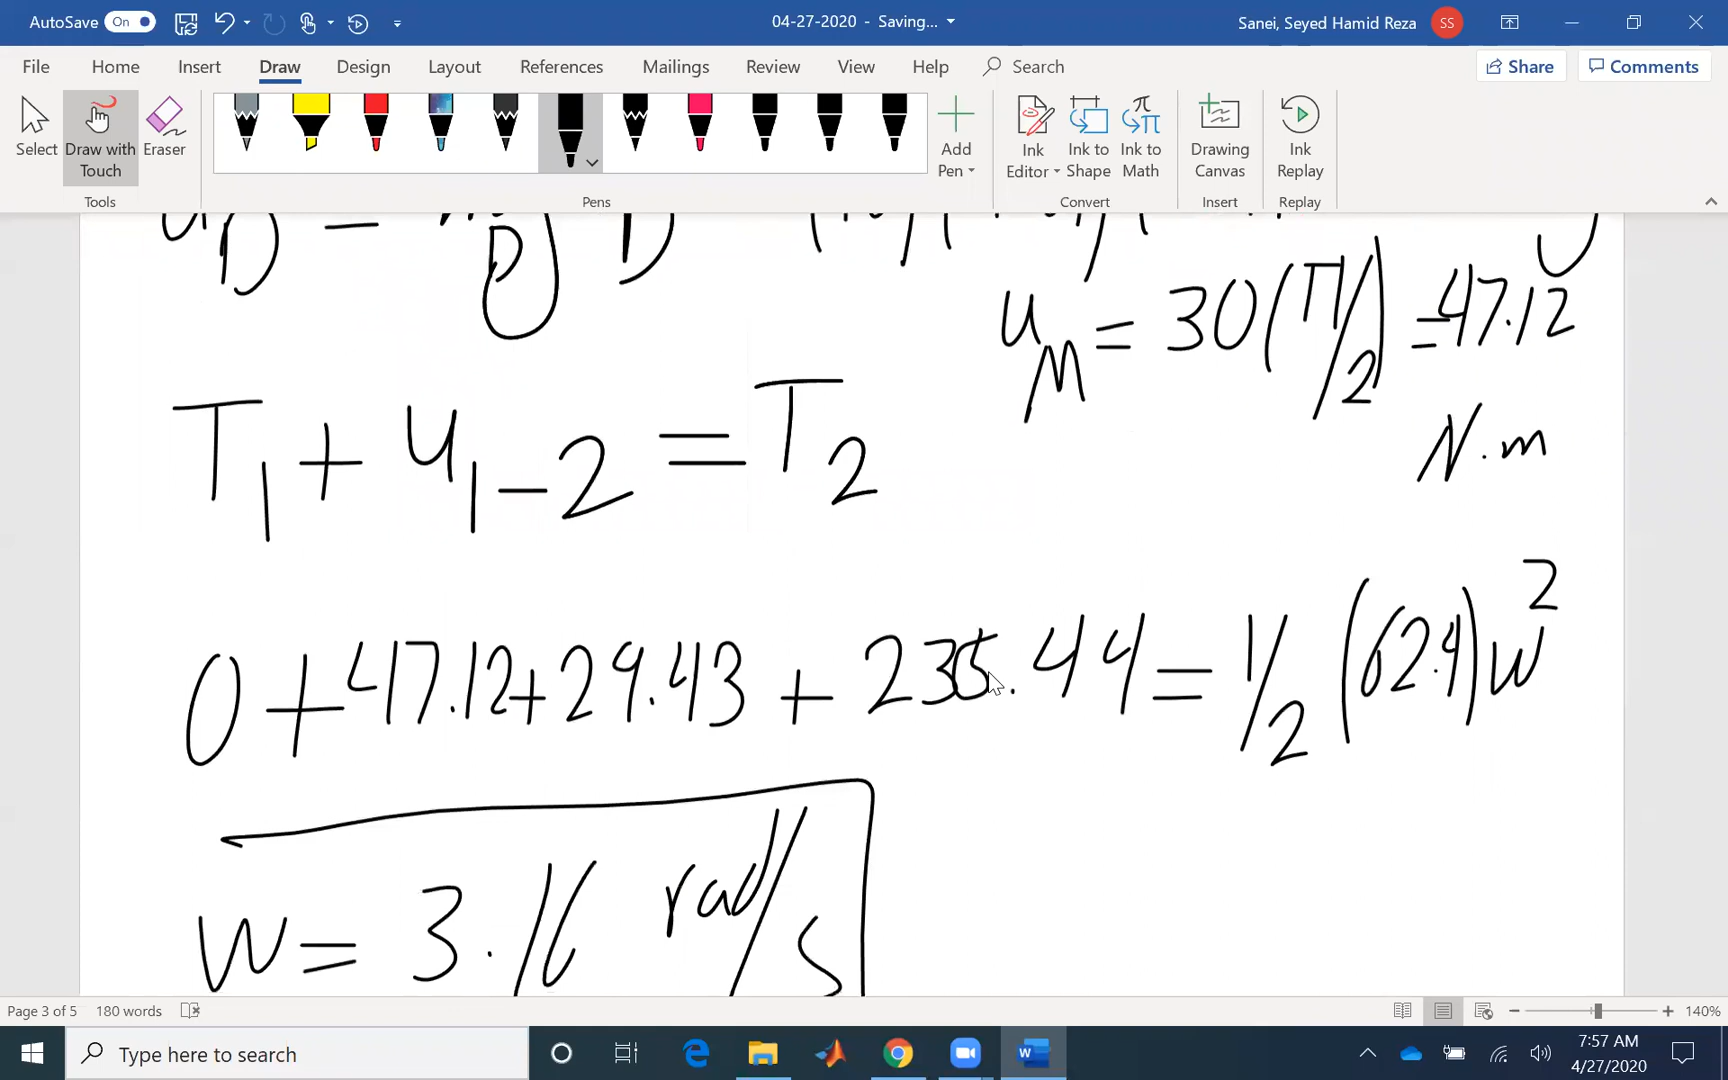 AutoSave On 04-27-2020 - Saving... Sanei, Seyed Hamid Reza SS
File Home Insert Draw Design Layout References Mailings Review View Help Search Share Comments
Select Draw with Touch Eraser Add Pen Ink Editor Ink to Shape Ink to Math Drawing Canvas Ink Replay
Tools Pens Convert Insert Replay
u_M = 30(π/2) = 47.12
N.m
T_1 + u_1-2 = T_2
0 + 47.12 + 29.43 + 235.44 = 1/2 (62.4) w^2
w = 3.16 rad/s
Page 3 of 5 180 words 140%
Type here to search 7:57 AM
4/27/2020